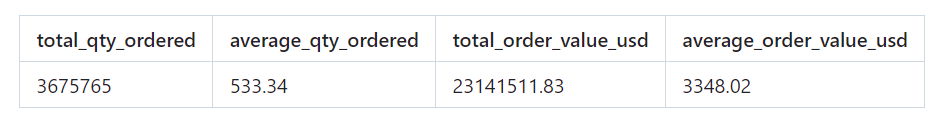 total_qty_ordered average_qty_ordered total_order_value_usd average_order_value_usd
3675765 533.34 23141511.83 3348.02